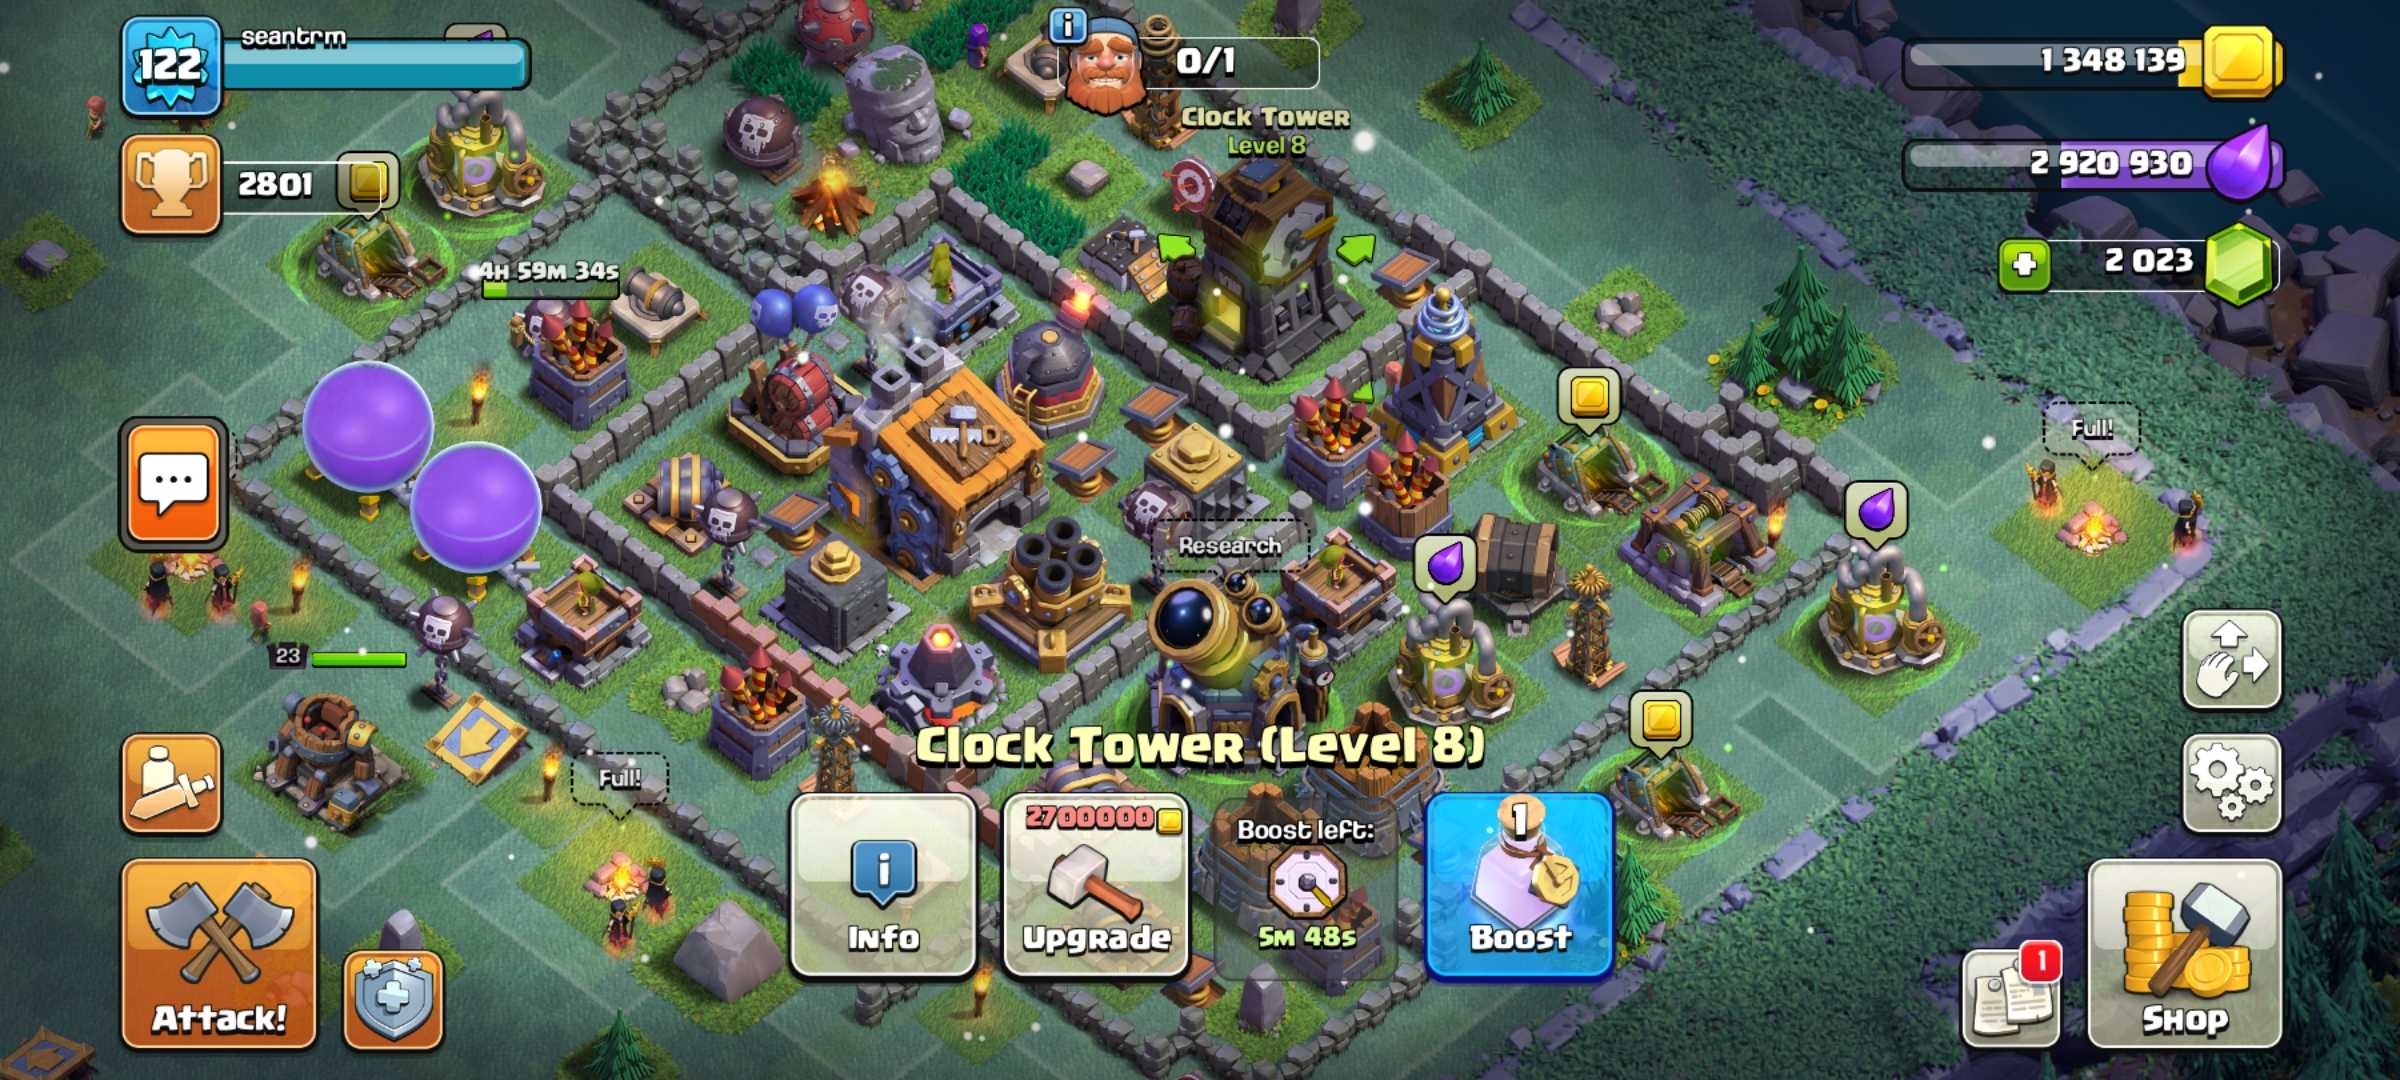 122
seantrm
0/1
1 348 139
Clock Tower
Level 8
2801
2 920 930
2 023
4H 59M 34s
Full!
Research
23
Clock Tower (Level 8)
Full!
2700000
Boost left:
1
5M 48s
Info
Upgrade
Boost
1
Attack!
Shop